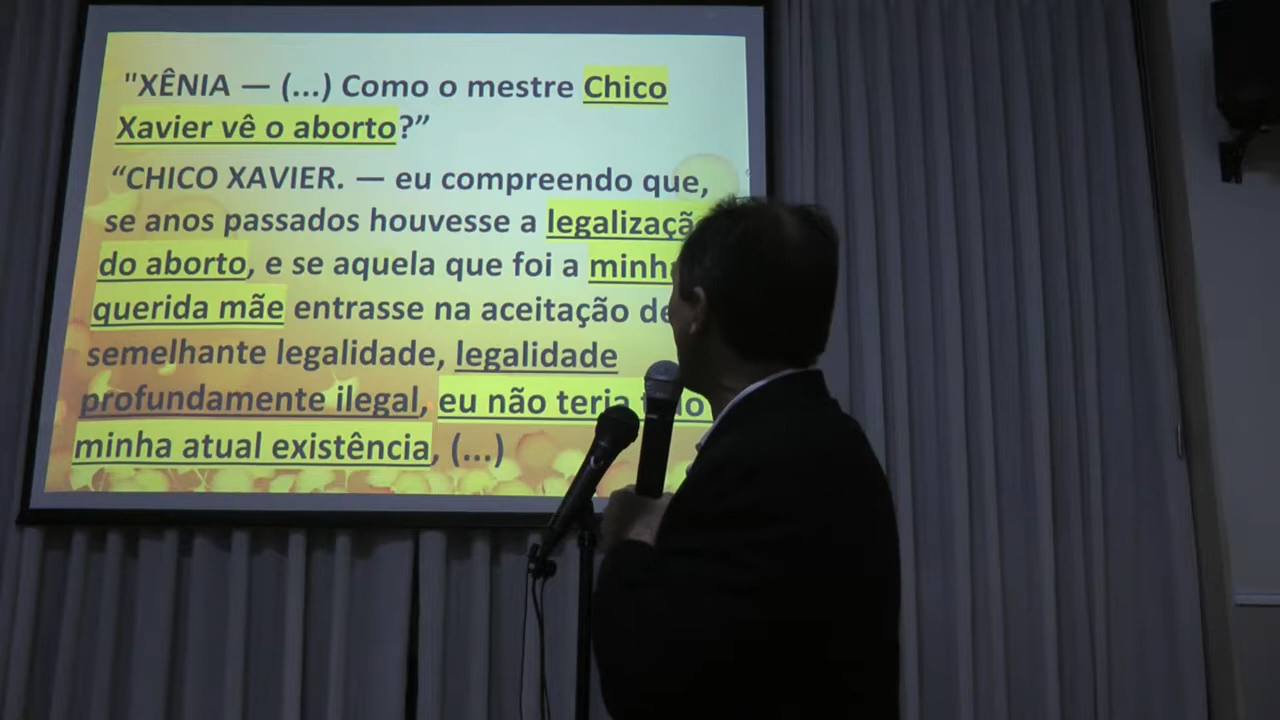 "XÊNIA — (...) Como o mestre Chico
Xavier vê o aborto?”
“CHICO XAVIER. — eu compreendo que,
se anos passados houvesse a
do aborto, e se aquela que foi a
querida mãe entrasse na aceitação de
semelhante legalidade, legalidade
profundamente ilegal, eu não teria
minha atual existência, (...)